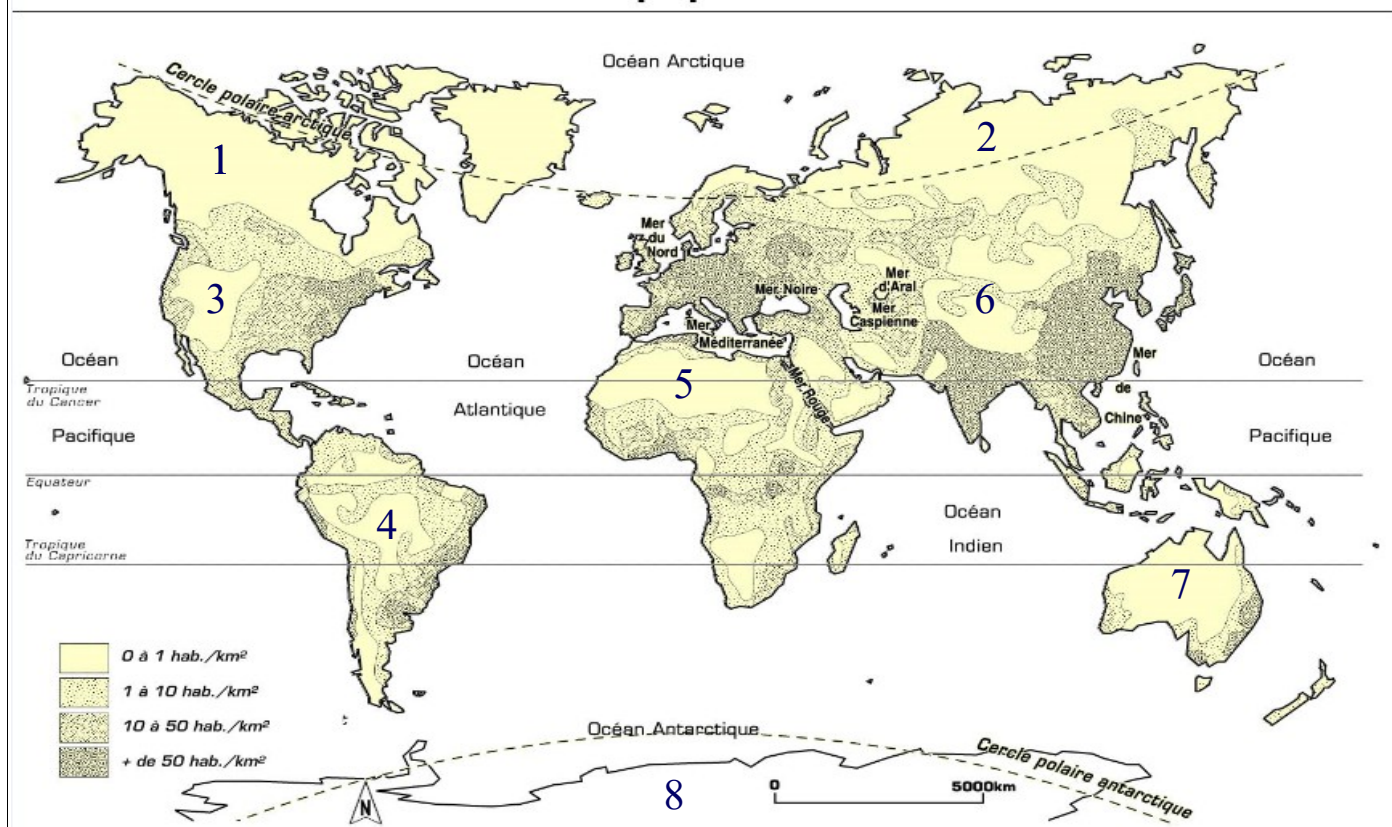 Océan Arctique
Cercle polaire arctique
1
2
Mer
du
Nord
Mer Noire
Mer
d'Aral
Mer
Caspienne
3
6
Mer
Méditerranée
Océan
Océan
Mer
Océan
Tropique
du Cancer
5
Mer Rouge
de
Atlantique
Chine
Pacifique
Pacifique
Equateur
4
Océan
Indien
Tropique
du Capricorne
7
0 à 1 hab./km²
1 à 10 hab./km²
10 à 50 hab./km²
+ de 50 hab./km²
Océan Antarctique
Cercle polaire antarctique
N
8
0 5000km